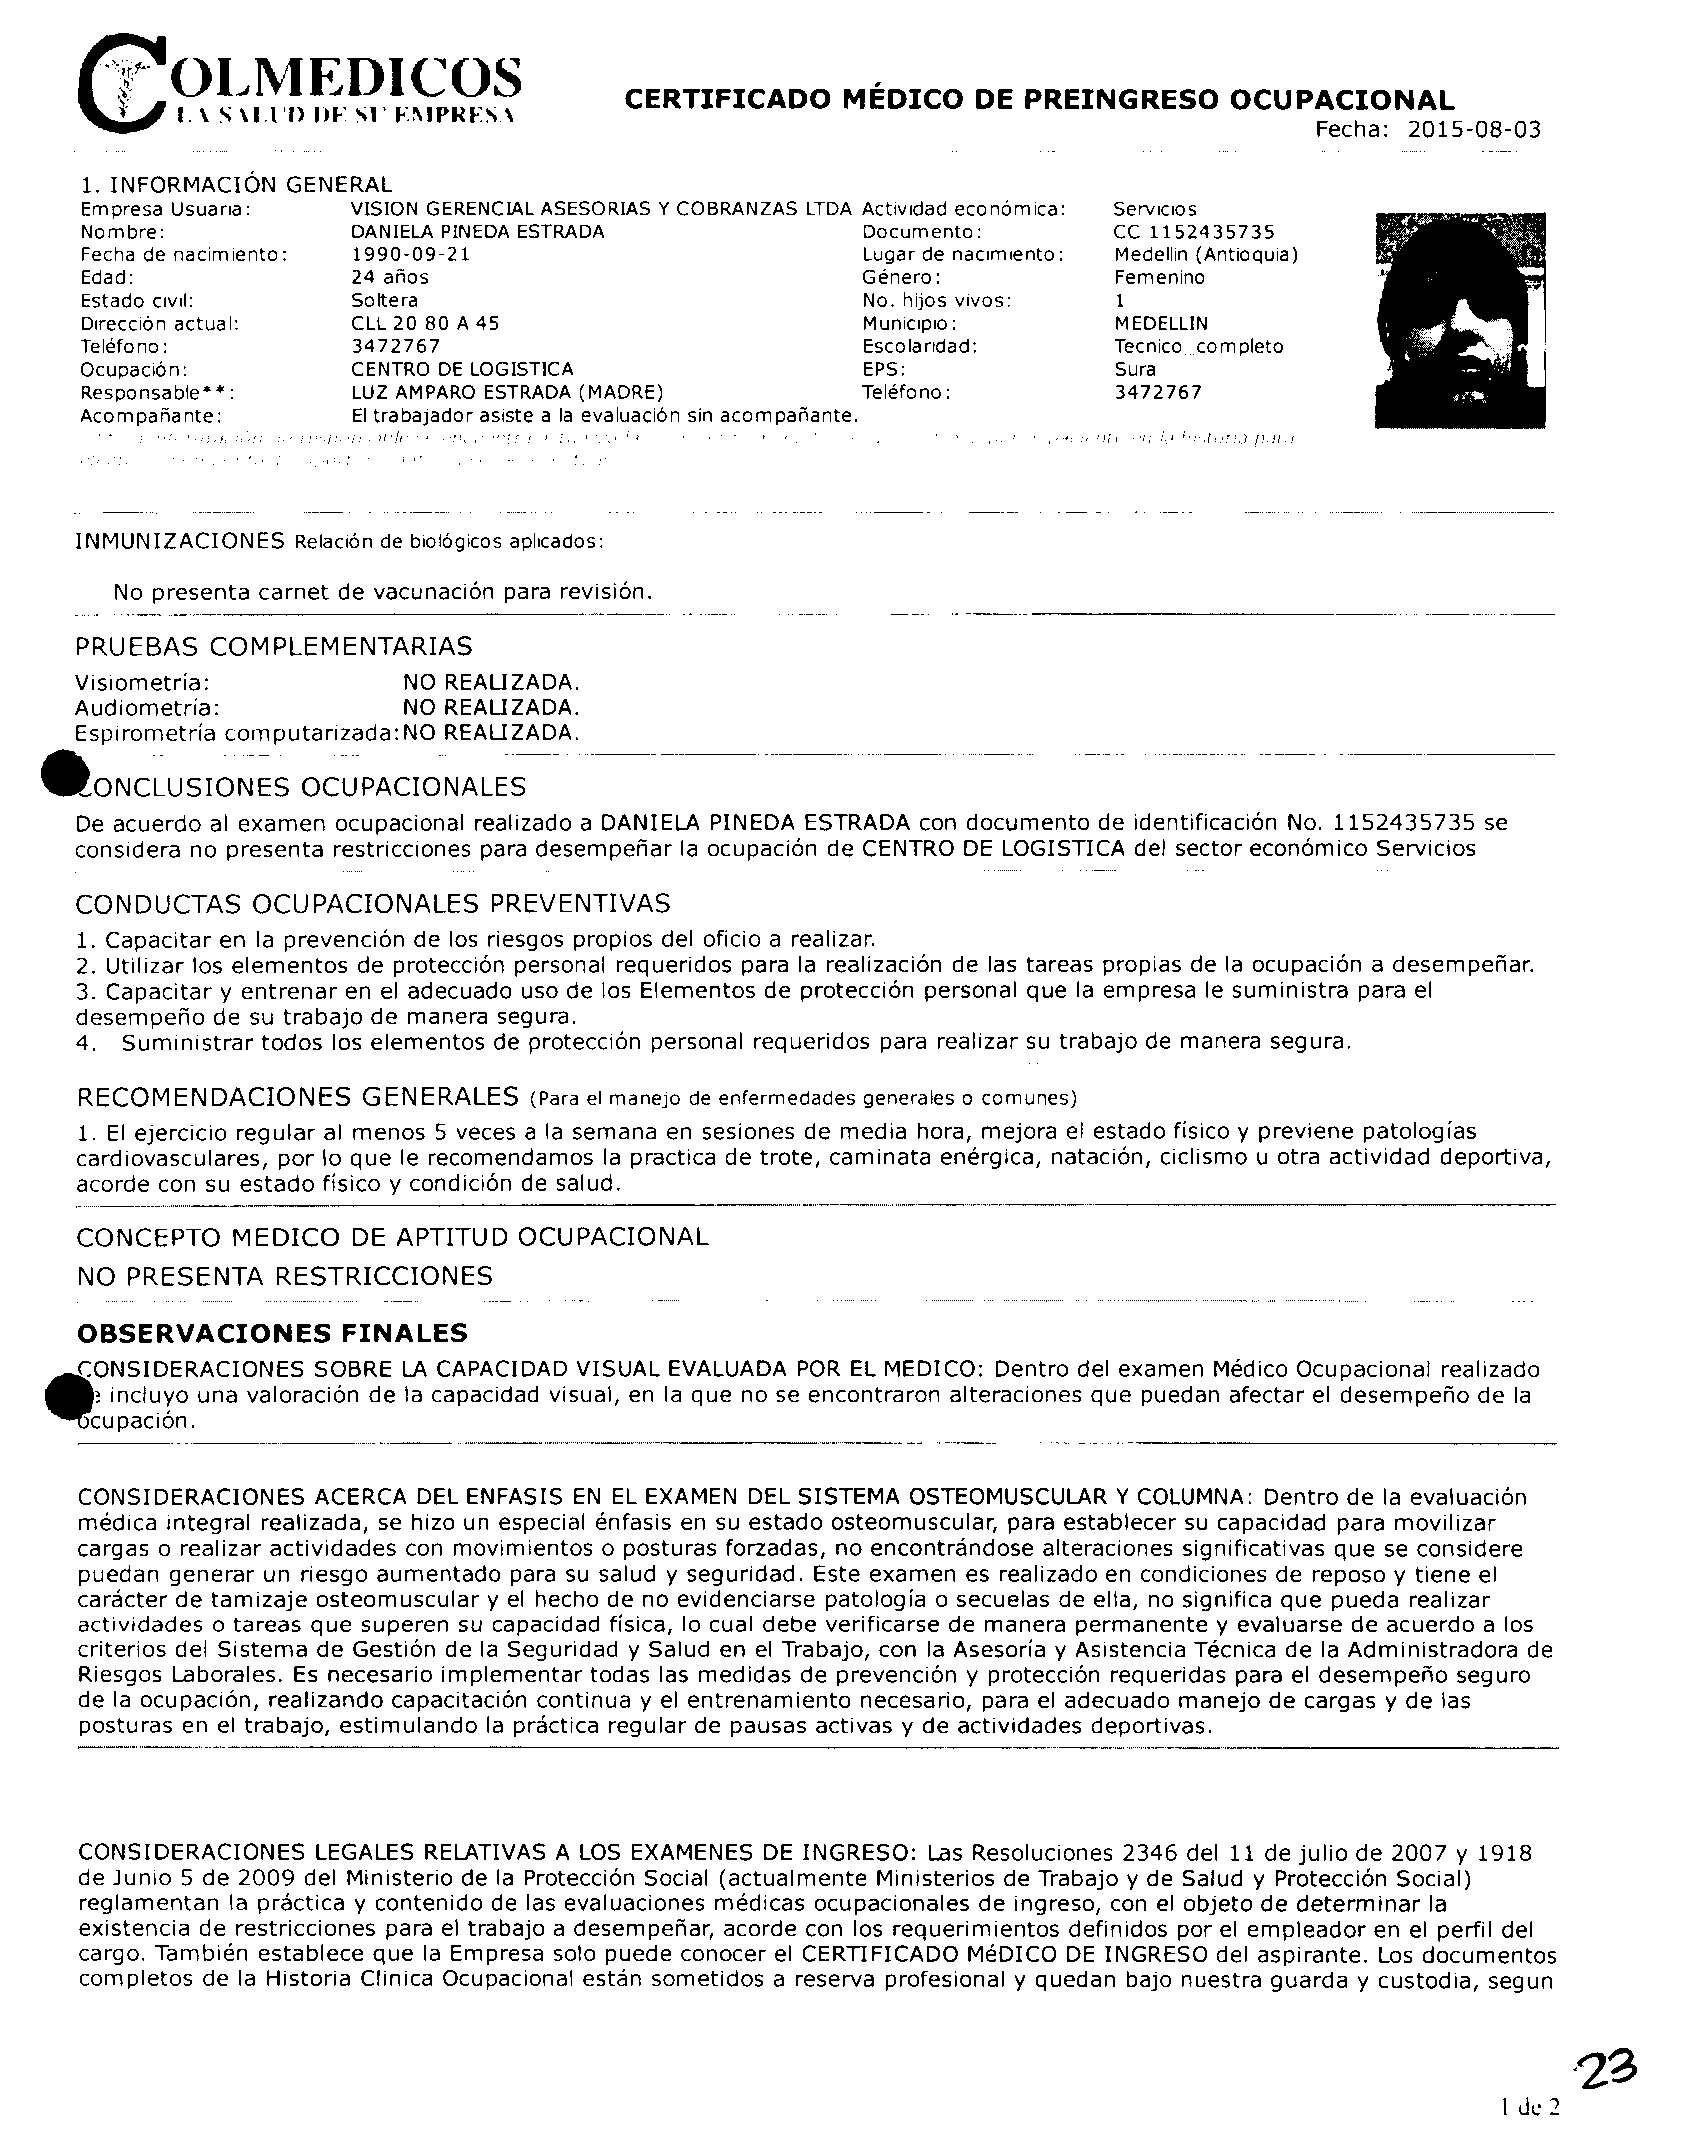 COLMEDICOS
LA SALUD DE SU EMPRESA
CERTIFICADO MÉDICO DE PREINGRESO OCUPACIONAL
Fecha: 2015-08-03
1. INFORMACIÓN GENERAL
Empresa Usuaria: VISION GERENCIAL ASESORIAS Y COBRANZAS LTDA Actividad económica: Servicios
Nombre: DANIELA PINEDA ESTRADA Documento: CC 1152435735
Fecha de nacimiento: 1990-09-21 Lugar de nacimiento: Medellin (Antioquia)
Edad: 24 años Género: Femenino
Estado civil: Soltera No. hijos vivos: 1
Dirección actual: CLL 20 80 A 45 Municipio: MEDELLIN
Teléfono: 3472767 Escolaridad: Tecnico_completo
Ocupación: CENTRO DE LOGISTICA EPS: Sura
Responsable**: LUZ AMPARO ESTRADA (MADRE) Teléfono: 3472767
Acompañante: El trabajador asiste a la evaluación sin acompañante.
en la historia para
INMUNIZACIONES Relación de biológicos aplicados:
No presenta carnet de vacunación para revisión.
PRUEBAS COMPLEMENTARIAS
Visiometría: NO REALIZADA.
Audiometría: NO REALIZADA.
Espirometría computarizada: NO REALIZADA.
CONCLUSIONES OCUPACIONALES
De acuerdo al examen ocupacional realizado a DANIELA PINEDA ESTRADA con documento de identificación No. 1152435735 se
considera no presenta restricciones para desempeñar la ocupación de CENTRO DE LOGISTICA del sector económico Servicios
CONDUCTAS OCUPACIONALES PREVENTIVAS
1. Capacitar en la prevención de los riesgos propios del oficio a realizar.
2. Utilizar los elementos de protección personal requeridos para la realización de las tareas propias de la ocupación a desempeñar.
3. Capacitar y entrenar en el adecuado uso de los Elementos de protección personal que la empresa le suministra para el
desempeño de su trabajo de manera segura.
4. Suministrar todos los elementos de protección personal requeridos para realizar su trabajo de manera segura.
RECOMENDACIONES GENERALES (Para el manejo de enfermedades generales o comunes)
1. El ejercicio regular al menos 5 veces a la semana en sesiones de media hora, mejora el estado físico y previene patologías
cardiovasculares, por lo que le recomendamos la practica de trote, caminata enérgica, natación, ciclismo u otra actividad deportiva,
acorde con su estado físico y condición de salud.
CONCEPTO MEDICO DE APTITUD OCUPACIONAL
NO PRESENTA RESTRICCIONES
OBSERVACIONES FINALES
CONSIDERACIONES SOBRE LA CAPACIDAD VISUAL EVALUADA POR EL MEDICO: Dentro del examen Médico Ocupacional realizado
se incluyo una valoración de la capacidad visual, en la que no se encontraron alteraciones que puedan afectar el desempeño de la
ocupación.
CONSIDERACIONES ACERCA DEL ENFASIS EN EL EXAMEN DEL SISTEMA OSTEOMUSCULAR Y COLUMNA: Dentro de la evaluación
médica integral realizada, se hizo un especial énfasis en su estado osteomuscular, para establecer su capacidad para movilizar
cargas o realizar actividades con movimientos o posturas forzadas, no encontrándose alteraciones significativas que se considere
puedan generar un riesgo aumentado para su salud y seguridad. Este examen es realizado en condiciones de reposo y tiene el
carácter de tamizaje osteomuscular y el hecho de no evidenciarse patología o secuelas de ella, no significa que pueda realizar
actividades o tareas que superen su capacidad física, lo cual debe verificarse de manera permanente y evaluarse de acuerdo a los
criterios del Sistema de Gestión de la Seguridad y Salud en el Trabajo, con la Asesoría y Asistencia Técnica de la Administradora de
Riesgos Laborales. Es necesario implementar todas las medidas de prevención y protección requeridas para el desempeño seguro
de la ocupación, realizando capacitación continua y el entrenamiento necesario, para el adecuado manejo de cargas y de las
posturas en el trabajo, estimulando la práctica regular de pausas activas y de actividades deportivas.
CONSIDERACIONES LEGALES RELATIVAS A LOS EXAMENES DE INGRESO: Las Resoluciones 2346 del 11 de julio de 2007 y 1918
de Junio 5 de 2009 del Ministerio de la Protección Social (actualmente Ministerios de Trabajo y de Salud y Protección Social)
reglamentan la práctica y contenido de las evaluaciones médicas ocupacionales de ingreso, con el objeto de determinar la
existencia de restricciones para el trabajo a desempeñar, acorde con los requerimientos definidos por el empleador en el perfil del
cargo. También establece que la Empresa solo puede conocer el CERTIFICADO MéDICO DE INGRESO del aspirante. Los documentos
completos de la Historia Clinica Ocupacional están sometidos a reserva profesional y quedan bajo nuestra guarda y custodia, segun
23
1 de 2